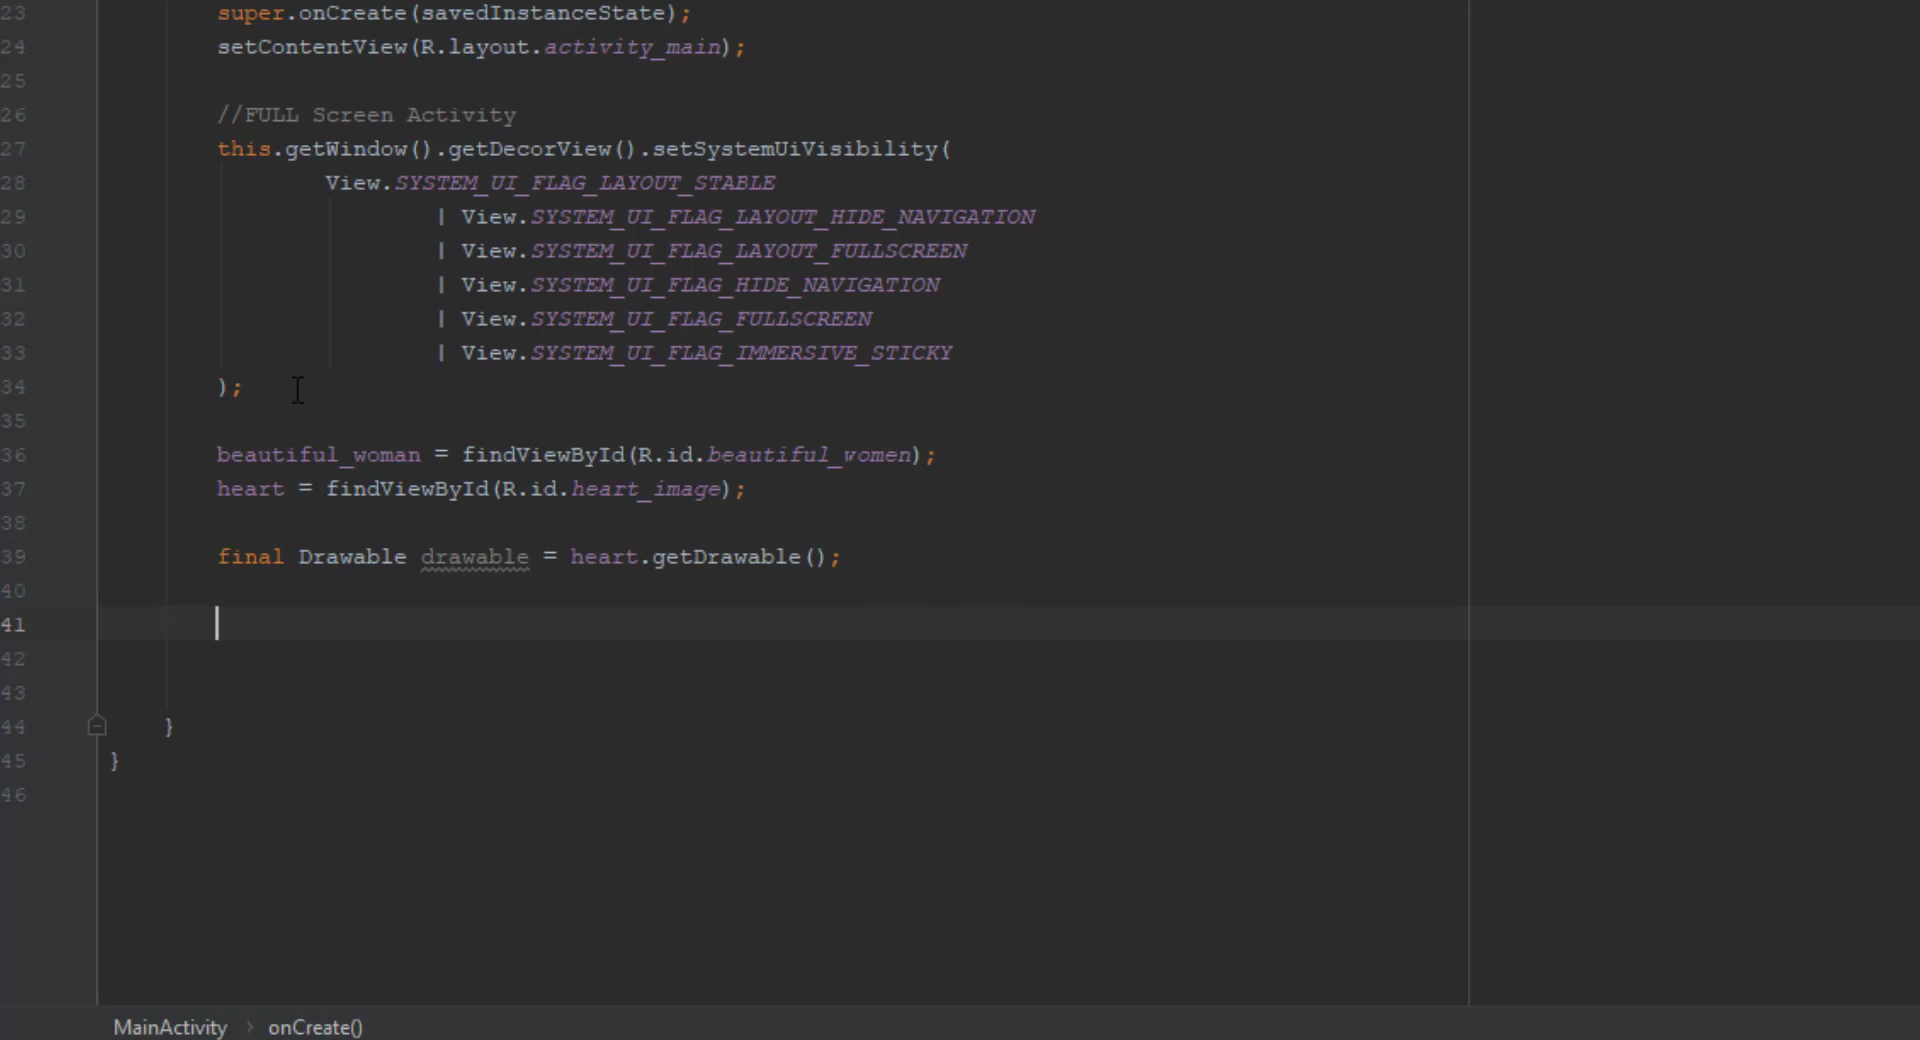 23 super.onCreate(savedInstanceState);
24 setContentView(R.layout.activity_main);
25
26 //FULL Screen Activity
27 this.getWindow().getDecorView().setSystemUiVisibility(
28 View.SYSTEM_UI_FLAG_LAYOUT_STABLE
29 | View.SYSTEM_UI_FLAG_LAYOUT_HIDE_NAVIGATION
30 | View.SYSTEM_UI_FLAG_LAYOUT_FULLSCREEN
31 | View.SYSTEM_UI_FLAG_HIDE_NAVIGATION
32 | View.SYSTEM_UI_FLAG_FULLSCREEN
33 | View.SYSTEM_UI_FLAG_IMMERSIVE_STICKY
34 );
35
36 beautiful_woman = findViewById(R.id.beautiful_women);
37 heart = findViewById(R.id.heart_image);
38
39 final Drawable drawable = heart.getDrawable();
40
41
42
43
44 }
45 }
46
MainActivity › onCreate()